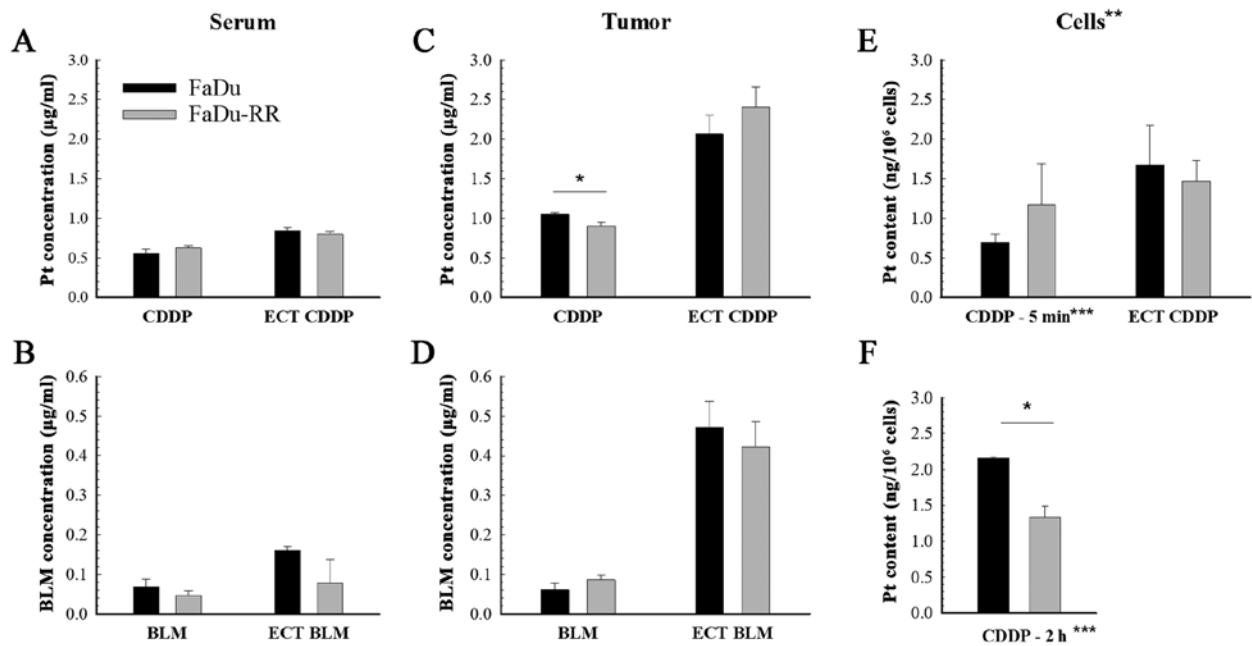 Serum
Tumor
Cells**
A
Pt concentration (µg/ml)
3.0
2.5
2.0
1.5
1.0
0.5
0.0
FaDu
FaDu-RR
CDDP
ECT CDDP
C
Pt concentration (µg/ml)
3.0
2.5
2.0
1.5
1.0
0.5
0.0
*
CDDP
ECT CDDP
E
Pt content (ng/10⁶ cells)
3.0
2.5
2.0
1.5
1.0
0.5
0.0
CDDP - 5 min***
ECT CDDP
B
BLM concentration (µg/ml)
0.6
0.5
0.4
0.3
0.2
0.1
0.0
BLM
ECT BLM
D
BLM concentration (µg/ml)
0.6
0.5
0.4
0.3
0.2
0.1
0.0
BLM
ECT BLM
F
Pt content (ng/10⁶ cells)
3.0
2.5
2.0
1.5
1.0
0.5
0.0
*
CDDP - 2 h ***